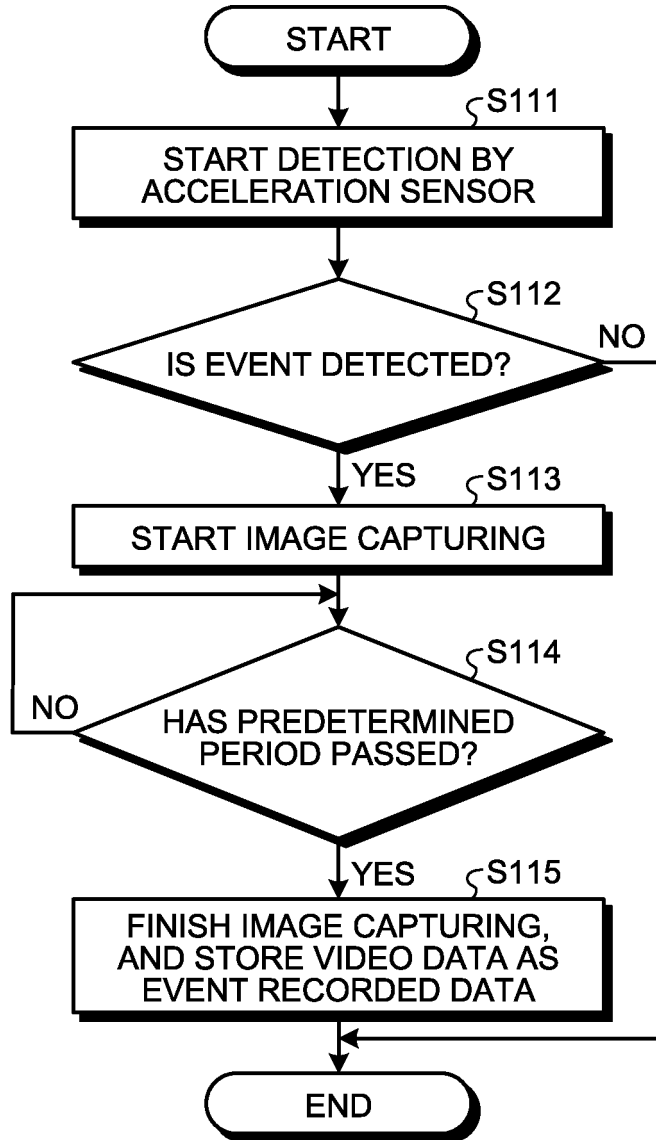 START
S111
START DETECTION BY
ACCELERATION SENSOR
S112
IS EVENT DETECTED?
NO
YES
S113
START IMAGE CAPTURING
S114
NO
HAS PREDETERMINED
PERIOD PASSED?
YES
S115
FINISH IMAGE CAPTURING,
AND STORE VIDEO DATA AS
EVENT RECORDED DATA
END